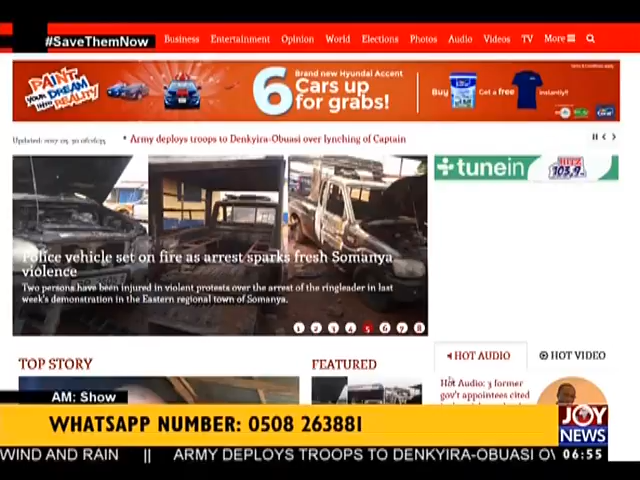 #SaveThemNow
Business Entertainment Opinion World Elections Photos Audio Videos TV More
PAINT YOUR DREAM INTO REALITY
6 Brand new Hyundai Accent
Cars up for grabs!
Buy Get a free instantly!
Army deploys troops to Denkyira-Obuasi over lynching of Captain
tunein HITZ 103.9
Police vehicle set on fire as arrest sparks fresh Somanya
violence
Two persons have been injured in violent protests over the arrest of the ringleader in last
week's demonstration in the Eastern regional town of Somanya.
1 2 3 4 5 6 7 8
TOP STORY
FEATURED
HOT AUDIO
HOT VIDEO
Hot Audio: 3 former
gov't appointees cited
AM: Show
WHATSAPP NUMBER: 0508 263881
JOY
NEWS
WIND AND RAIN || ARMY DEPLOYS TROOPS TO DENKYIRA-OBUASI
06:55